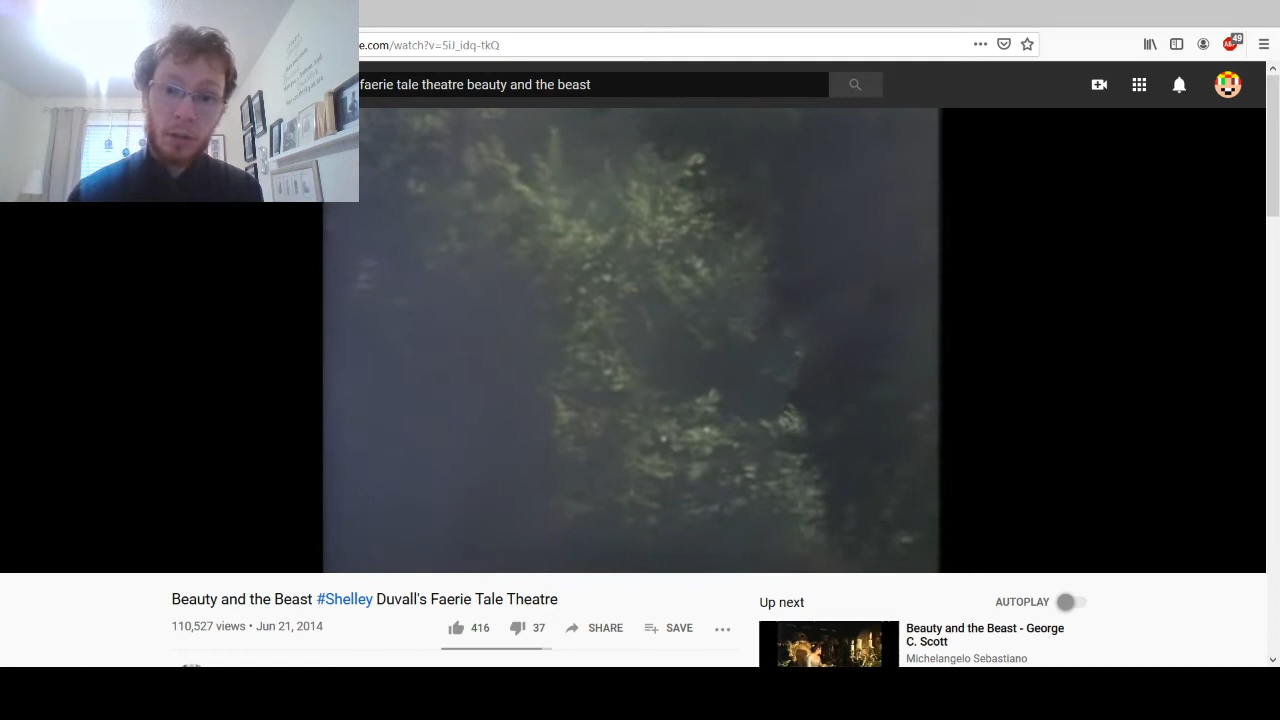 e.com/watch?v=5iJ_idq-tkQ
49
faerie tale theatre beauty and the beast
Beauty and the Beast #Shelley Duvall's Faerie Tale Theatre
110,527 views • Jun 21, 2014
416
37
SHARE
SAVE
Up next
AUTOPLAY
Beauty and the Beast - George
C. Scott
Michelangelo Sebastiano